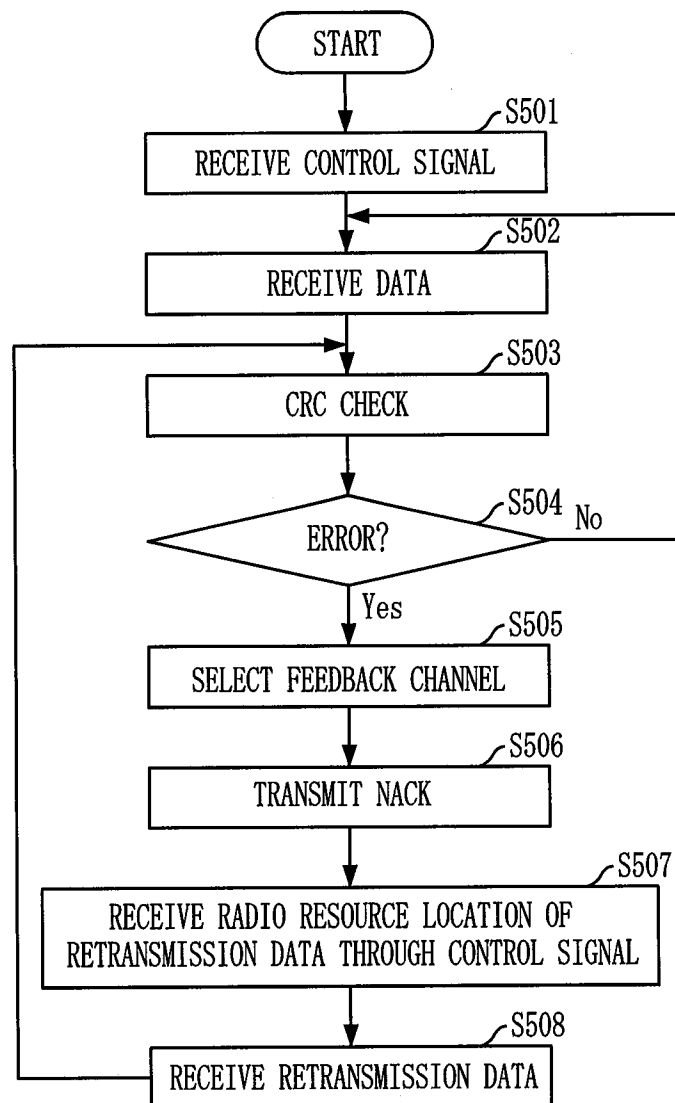 START
S501
RECEIVE CONTROL SIGNAL
S502
RECEIVE DATA
S503
CRC CHECK
S504
ERROR?
No
Yes
S505
SELECT FEEDBACK CHANNEL
S506
TRANSMIT NACK
S507
RECEIVE RADIO RESOURCE LOCATION OF
RETRANSMISSION DATA THROUGH CONTROL SIGNAL
S508
RECEIVE RETRANSMISSION DATA